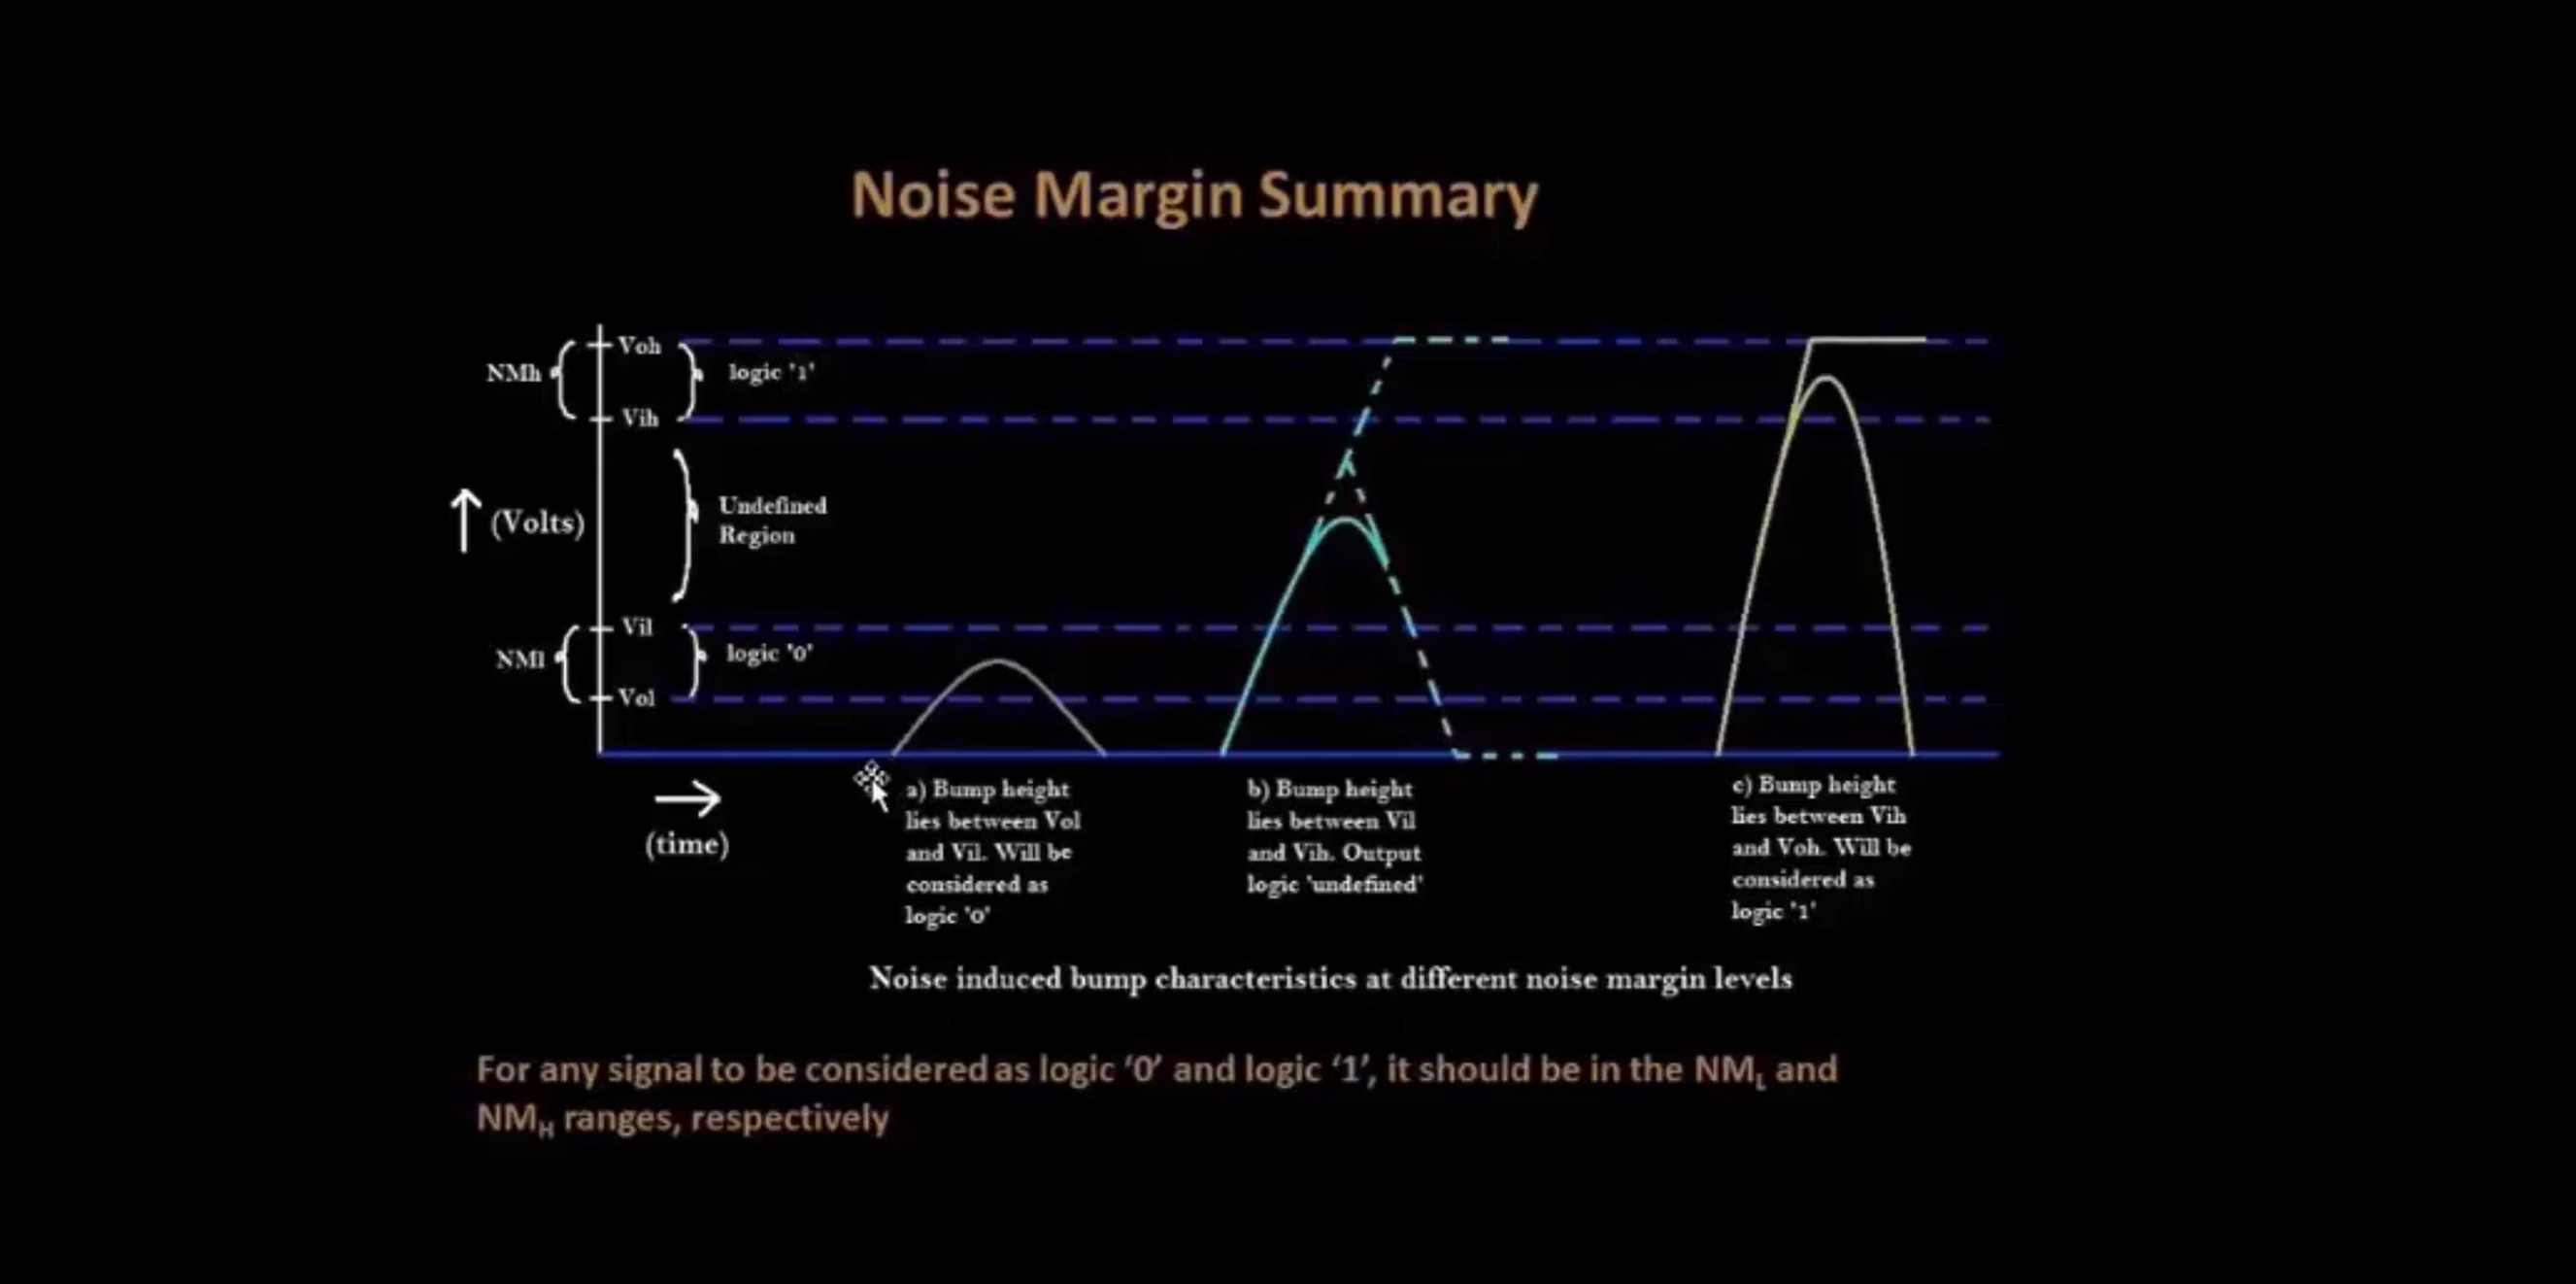 Noise Margin Summary
Voh
NMh
logic '1'
Vih
Undefined
Region
(Volts)
Vil
NMl
logic '0'
Vol
(time)
a) Bump height
lies between Vol
and Vil. Will be
considered as
logic '0'
b) Bump height
lies between Vil
and Vih. Output
logic 'undefined'
c) Bump height
lies between Vih
and Voh. Will be
considered as
logic '1'
Noise induced bump characteristics at different noise margin levels
For any signal to be considered as logic ‘0’ and logic ‘1’, it should be in the NML and
NMH ranges, respectively